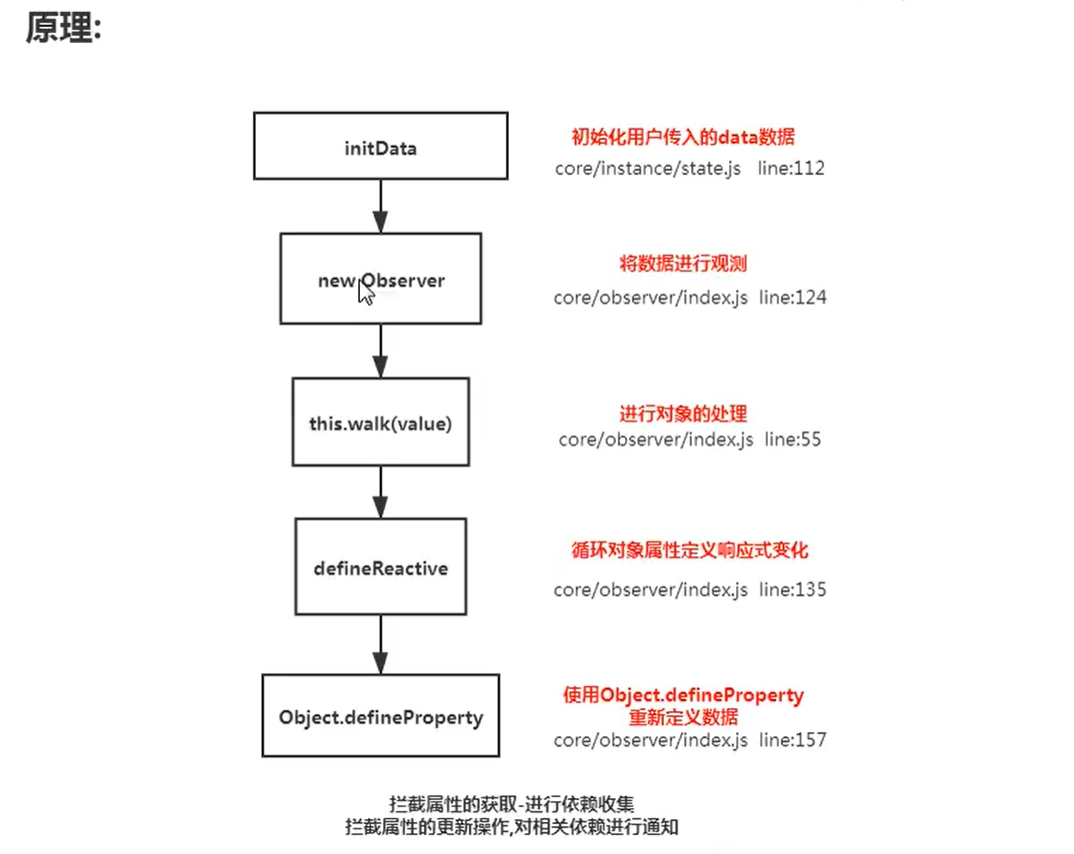 原理:
initData
初始化用户传入的data数据
core/instance/state.js line:112
new Observer
将数据进行观测
core/observer/index.js line:124
this.walk(value)
进行对象的处理
core/observer/index.js line:55
defineReactive
循环对象属性定义响应式变化
core/observer/index.js line:135
Object.defineProperty
使用Object.defineProperty
重新定义数据
core/observer/index.js line:157
拦截属性的获取-进行依赖收集
拦截属性的更新操作,对相关依赖进行通知